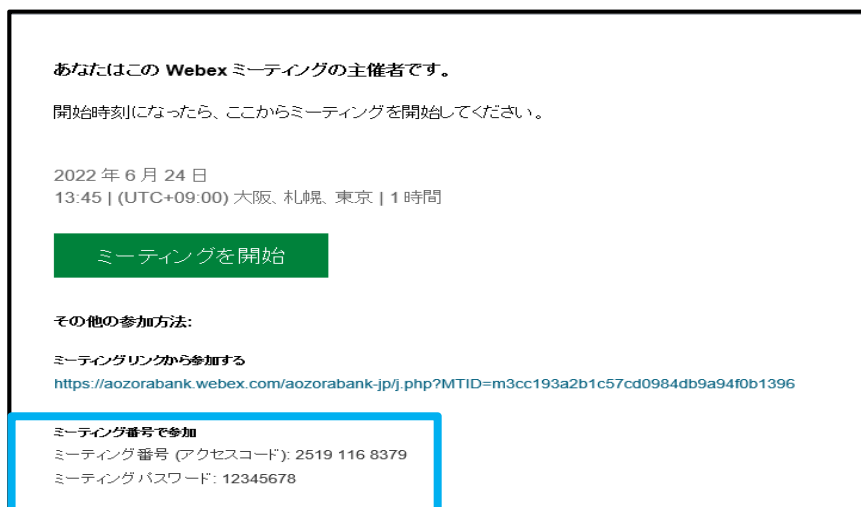 あなたはこの Webex ミーティングの主催者です。
開始時刻になったら、ここからミーティングを開始してください。
2022 年 6 月 24 日
13:45 | (UTC+09:00) 大阪、札幌、東京 | 1 時間
ミーティングを開始
その他の参加方法:
ミーティングリンクから参加する
https://aozorabank.webex.com/aozorabank-jp/j.php?MTID=m3cc193a2b1c57cd0984db9a94f0b1396
ミーティング番号で参加
ミーティング番号 (アクセスコード): 2519 116 8379
ミーティングパスワード: 12345678